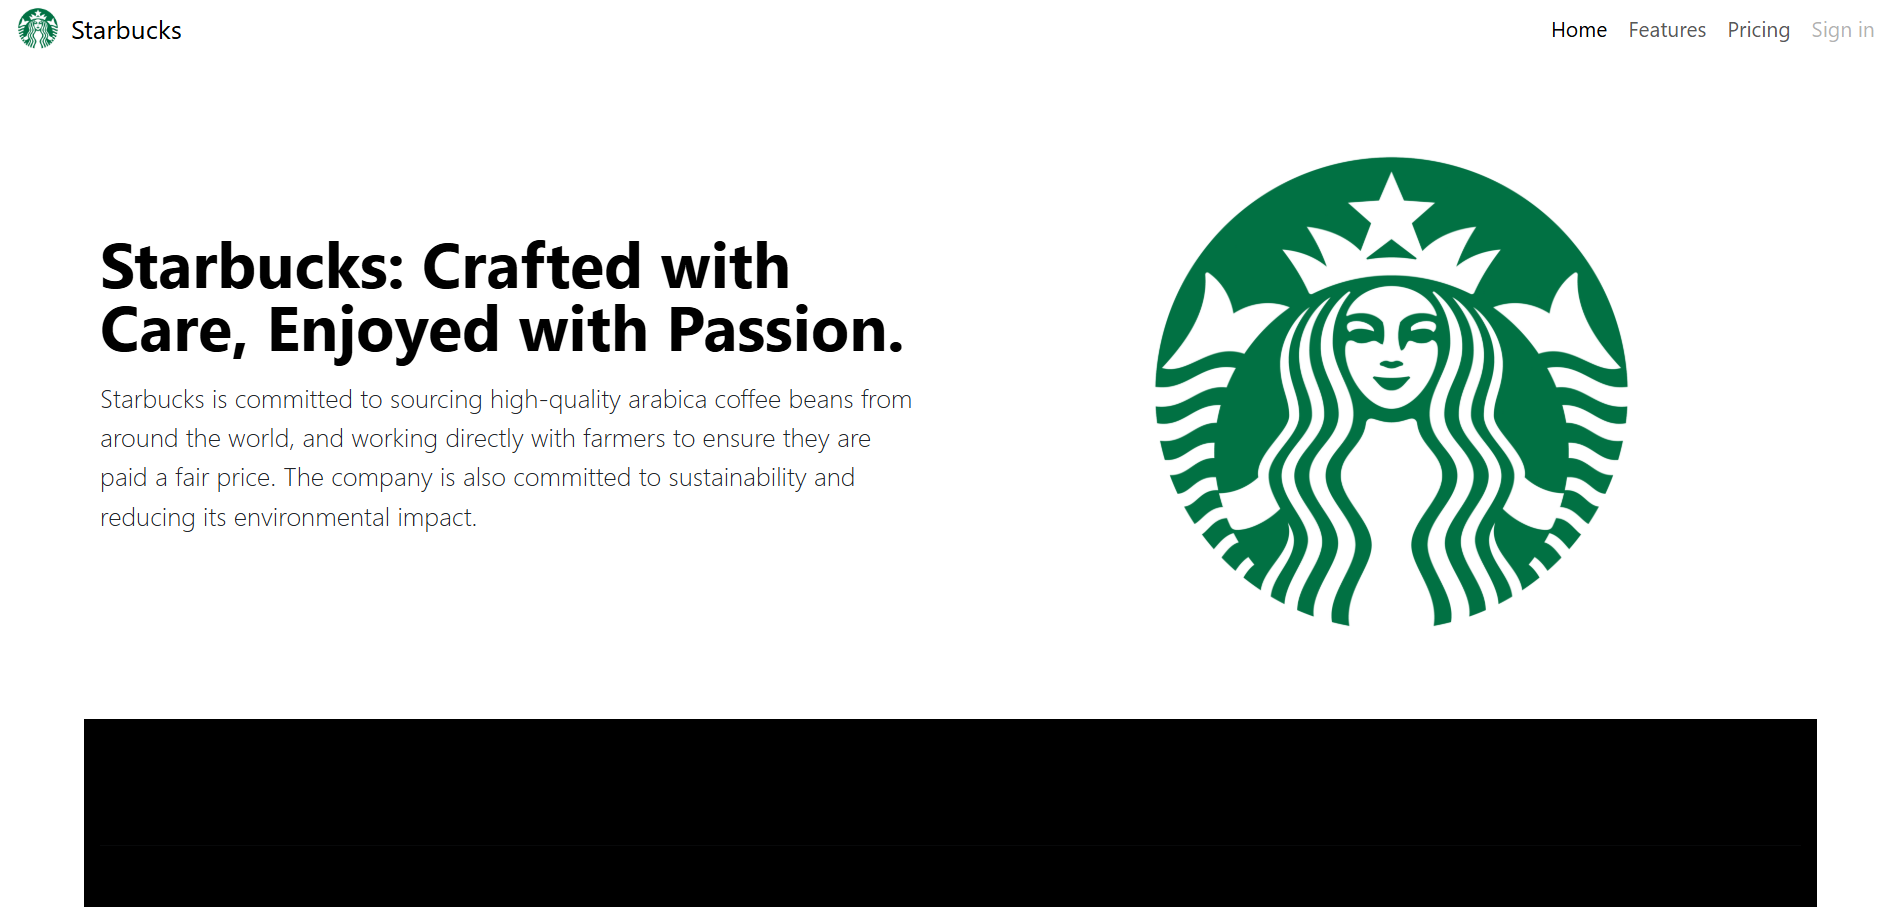 Starbucks
Home Features Pricing Sign in
Starbucks: Crafted with
Care, Enjoyed with Passion.
Starbucks is committed to sourcing high-quality arabica coffee beans from
around the world, and working directly with farmers to ensure they are
paid a fair price. The company is also committed to sustainability and
reducing its environmental impact.